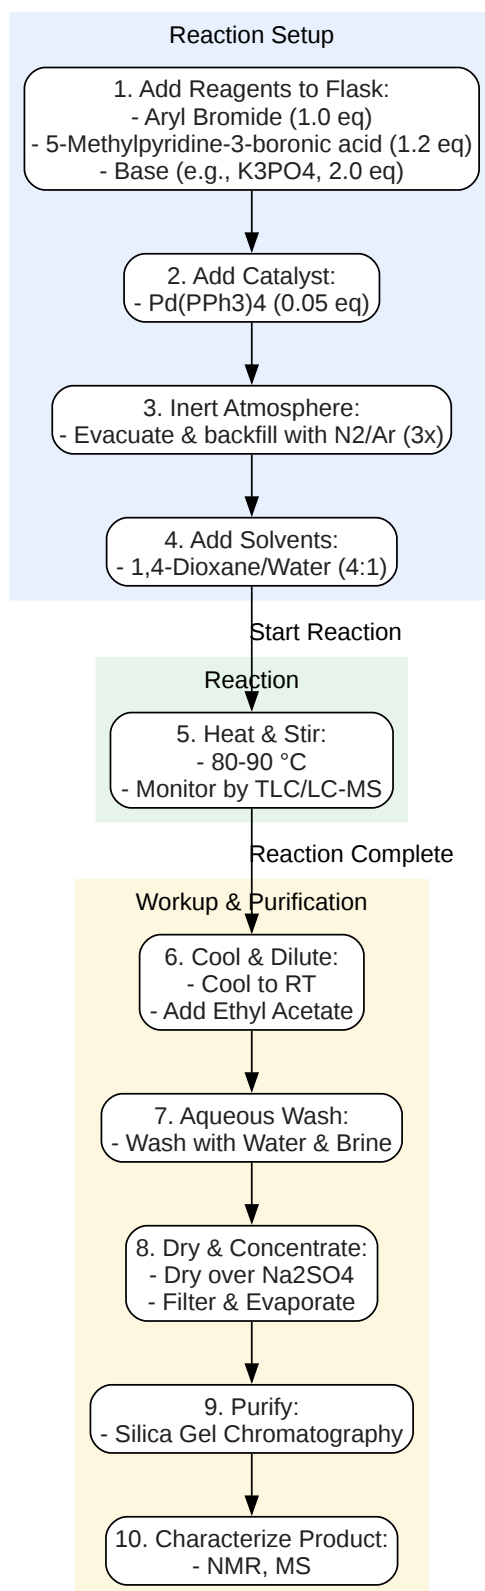 Reaction Setup
1. Add Reagents to Flask:
- Aryl Bromide (1.0 eq)
- 5-Methylpyridine-3-boronic acid (1.2 eq)
- Base (e.g., K3PO4, 2.0 eq)
2. Add Catalyst:
- Pd(PPh3)4 (0.05 eq)
3. Inert Atmosphere:
- Evacuate & backfill with N2/Ar (3x)
4. Add Solvents:
- 1,4-Dioxane/Water (4:1)
Start Reaction
Reaction
5. Heat & Stir:
- 80-90 °C
- Monitor by TLC/LC-MS
Reaction Complete
Workup & Purification
6. Cool & Dilute:
- Cool to RT
- Add Ethyl Acetate
7. Aqueous Wash:
- Wash with Water & Brine
8. Dry & Concentrate:
- Dry over Na2SO4
- Filter & Evaporate
9. Purify:
- Silica Gel Chromatography
10. Characterize Product:
- NMR, MS